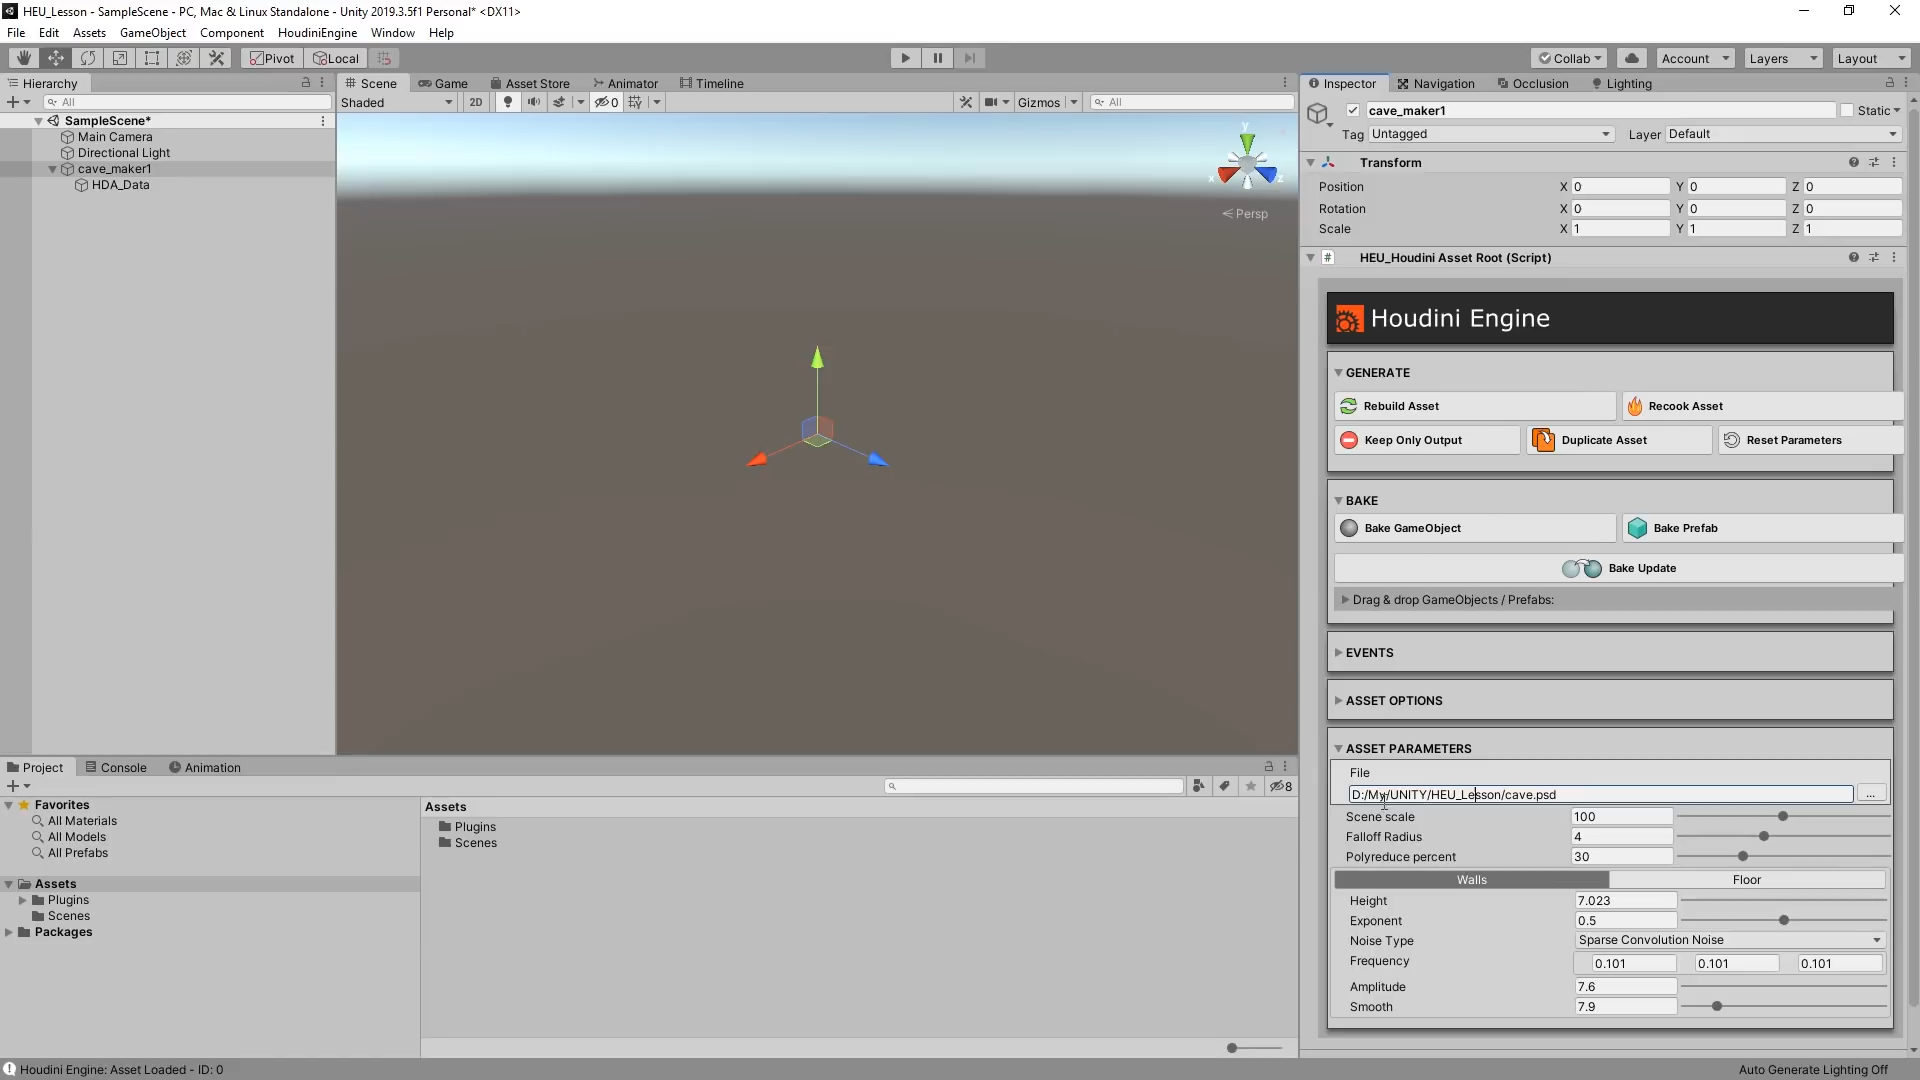 HEU_Lesson - SampleScene - PC, Mac & Linux Standalone - Unity 2019.3.5f1 Personal* <DX11>
File Edit Assets GameObject Component HoudiniEngine Window Help
Pivot Local Collab Account Layers Layout
Hierarchy
All
SampleScene*
Main Camera
Directional Light
cave_maker1
HDA_Data
Scene Game Asset Store Animator Timeline
Shaded 2D 0 Gizmos All
y
x z
Persp
Project Console Animation
8
Favorites
All Materials
All Models
All Prefabs
Assets
Plugins
Scenes
Packages
Assets
Plugins
Scenes
Inspector Navigation Occlusion Lighting
cave_maker1 Static
Tag Untagged Layer Default
Transform
Position X 0 Y 0 Z 0
Rotation X 0 Y 0 Z 0
Scale X 1 Y 1 Z 1
# HEU_Houdini Asset Root (Script)
Houdini Engine
GENERATE
Rebuild Asset Recook Asset
Keep Only Output Duplicate Asset Reset Parameters
BAKE
Bake GameObject Bake Prefab
Bake Update
Drag & drop GameObjects / Prefabs:
EVENTS
ASSET OPTIONS
ASSET PARAMETERS
File
D:/My/UNITY/HEU_Lesson/cave.psd ...
Scene scale 100
Falloff Radius 4
Polyreduce percent 30
Walls Floor
Height 7.023
Exponent 0.5
Noise Type Sparse Convolution Noise
Frequency 0.101 0.101 0.101
Amplitude 7.6
Smooth 7.9
Houdini Engine: Asset Loaded - ID: 0
Auto Generate Lighting Off